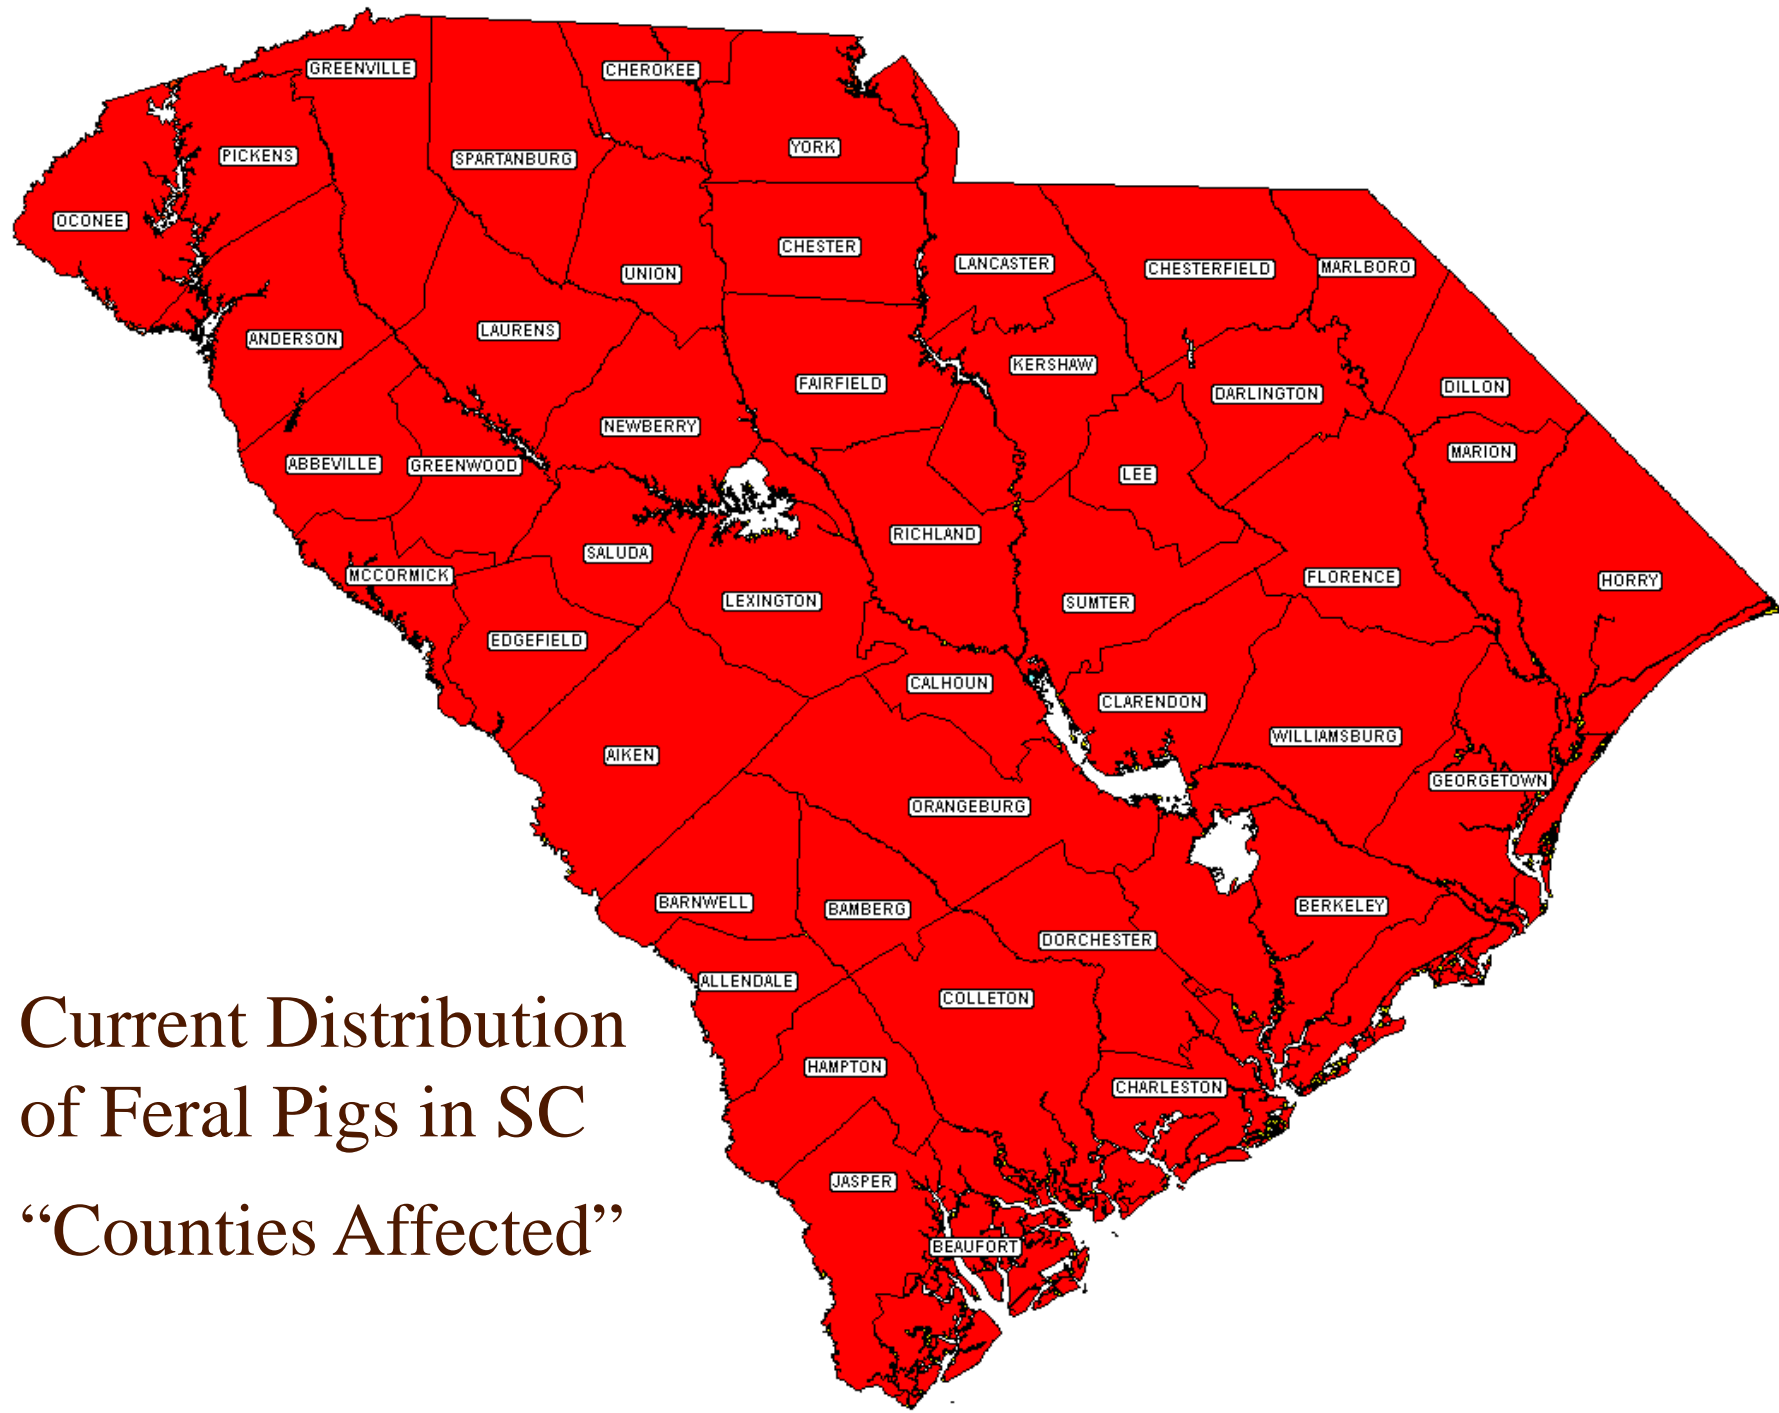 GREENVILLE
CHEROKEE
YORK
PICKENS
SPARTANBURG
OCONEE
CHESTER
UNION
LANCASTER
CHESTERFIELD
MARLBORO
LAURENS
ANDERSON
KERSHAW
FAIRFIELD
DARLINGTON
DILLON
NEWBERRY
MARION
ABBEVILLE
GREENWOOD
LEE
RICHLAND
SALUDA
MCCORMICK
FLORENCE
HORRY
LEXINGTON
SUMTER
EDGEFIELD
CALHOUN
CLARENDON
WILLIAMSBURG
AIKEN
GEORGETOWN
ORANGEBURG
BARNWELL
BAMBERG
BERKELEY
DORCHESTER
ALLENDALE
COLLETON
HAMPTON
CHARLESTON
JASPER
BEAUFORT
Current Distribution
of Feral Pigs in SC
“Counties Affected”